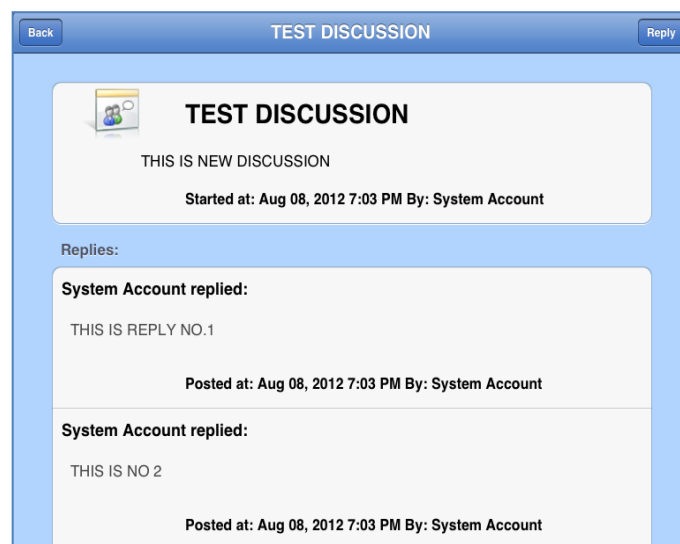 Back TEST DISCUSSION Reply
TEST DISCUSSION
THIS IS NEW DISCUSSION
Started at: Aug 08, 2012 7:03 PM By: System Account
Replies:
System Account replied:
THIS IS REPLY NO.1
Posted at: Aug 08, 2012 7:03 PM By: System Account
System Account replied:
THIS IS NO 2
Posted at: Aug 08, 2012 7:03 PM By: System Account